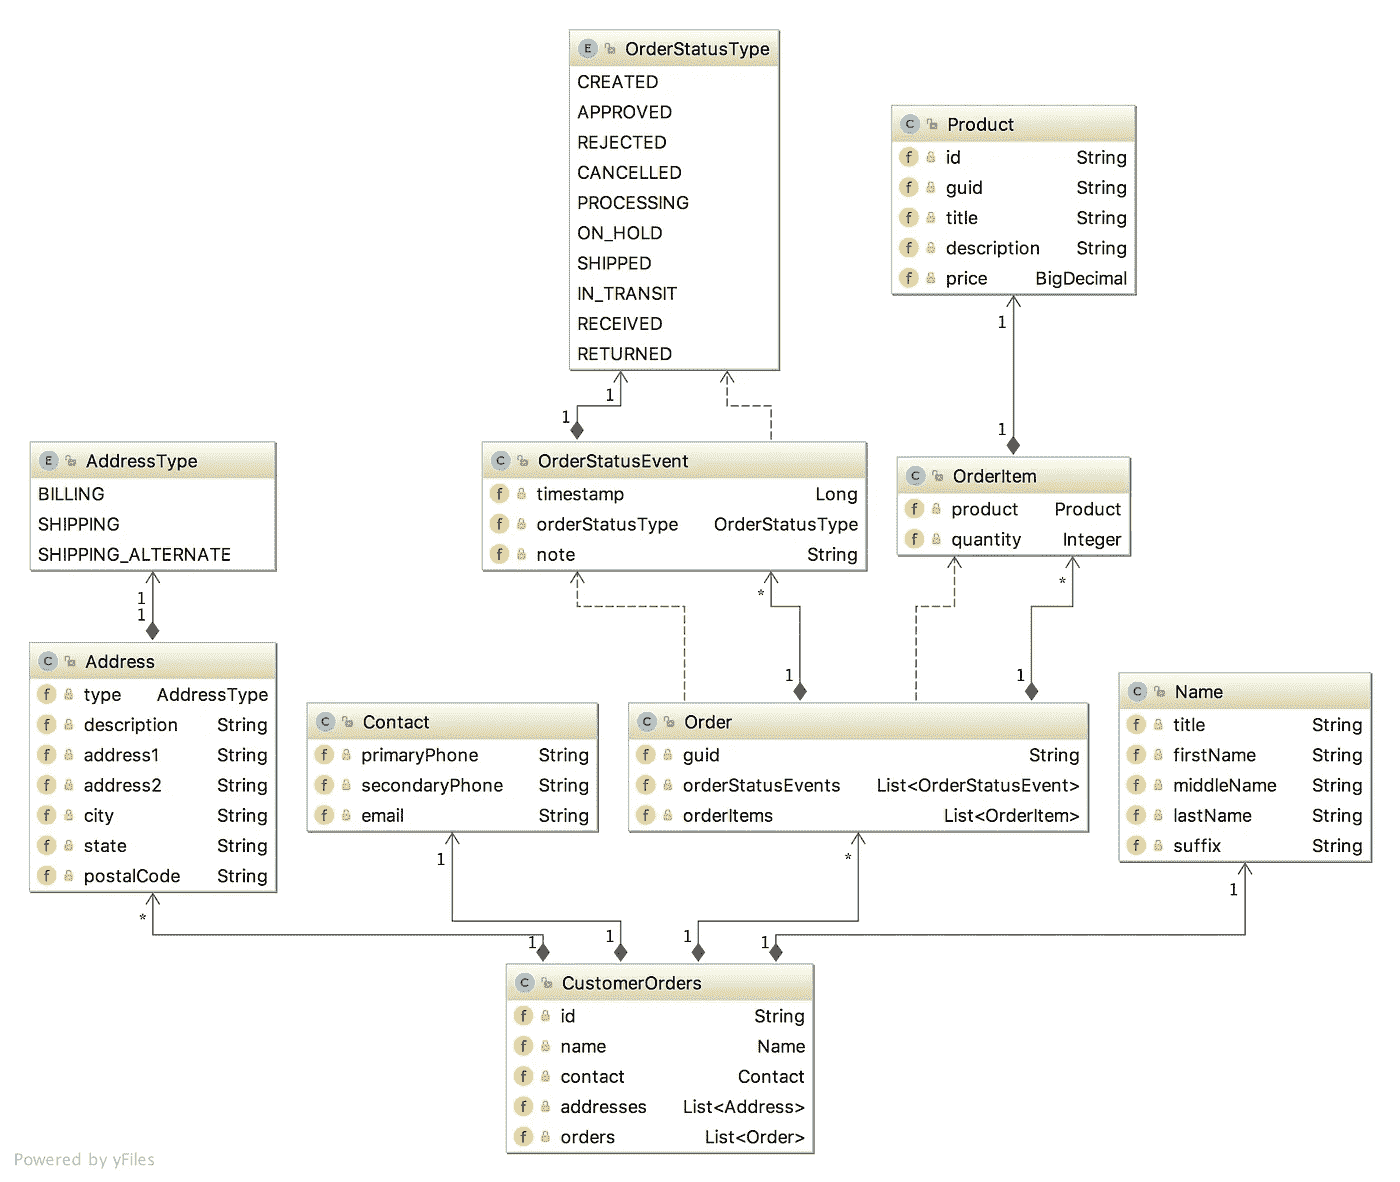 E OrderStatusType
CREATED
APPROVED
REJECTED
CANCELLED
PROCESSING
ON_HOLD
SHIPPED
IN_TRANSIT
RECEIVED
RETURNED
C Product
f id String
f guid String
f title String
f description String
f price BigDecimal
1
1
1
1
1
E AddressType
BILLING
SHIPPING
SHIPPING_ALTERNATE
C OrderStatusEvent
f timestamp Long
f orderStatusType OrderStatusType
f note String
C OrderItem
f product Product
f quantity Integer
1
1
*
1
*
1
C Address
f type AddressType
f description String
f address1 String
f address2 String
f city String
f state String
f postalCode String
C Contact
f primaryPhone String
f secondaryPhone String
f email String
C Order
f guid String
f orderStatusEvents List<OrderStatusEvent>
f orderItems List<OrderItem>
C Name
f title String
f firstName String
f middleName String
f lastName String
f suffix String
*
1
*
1
1
1
1
1
C CustomerOrders
f id String
f name Name
f contact Contact
f addresses List<Address>
f orders List<Order>
Powered by yFiles